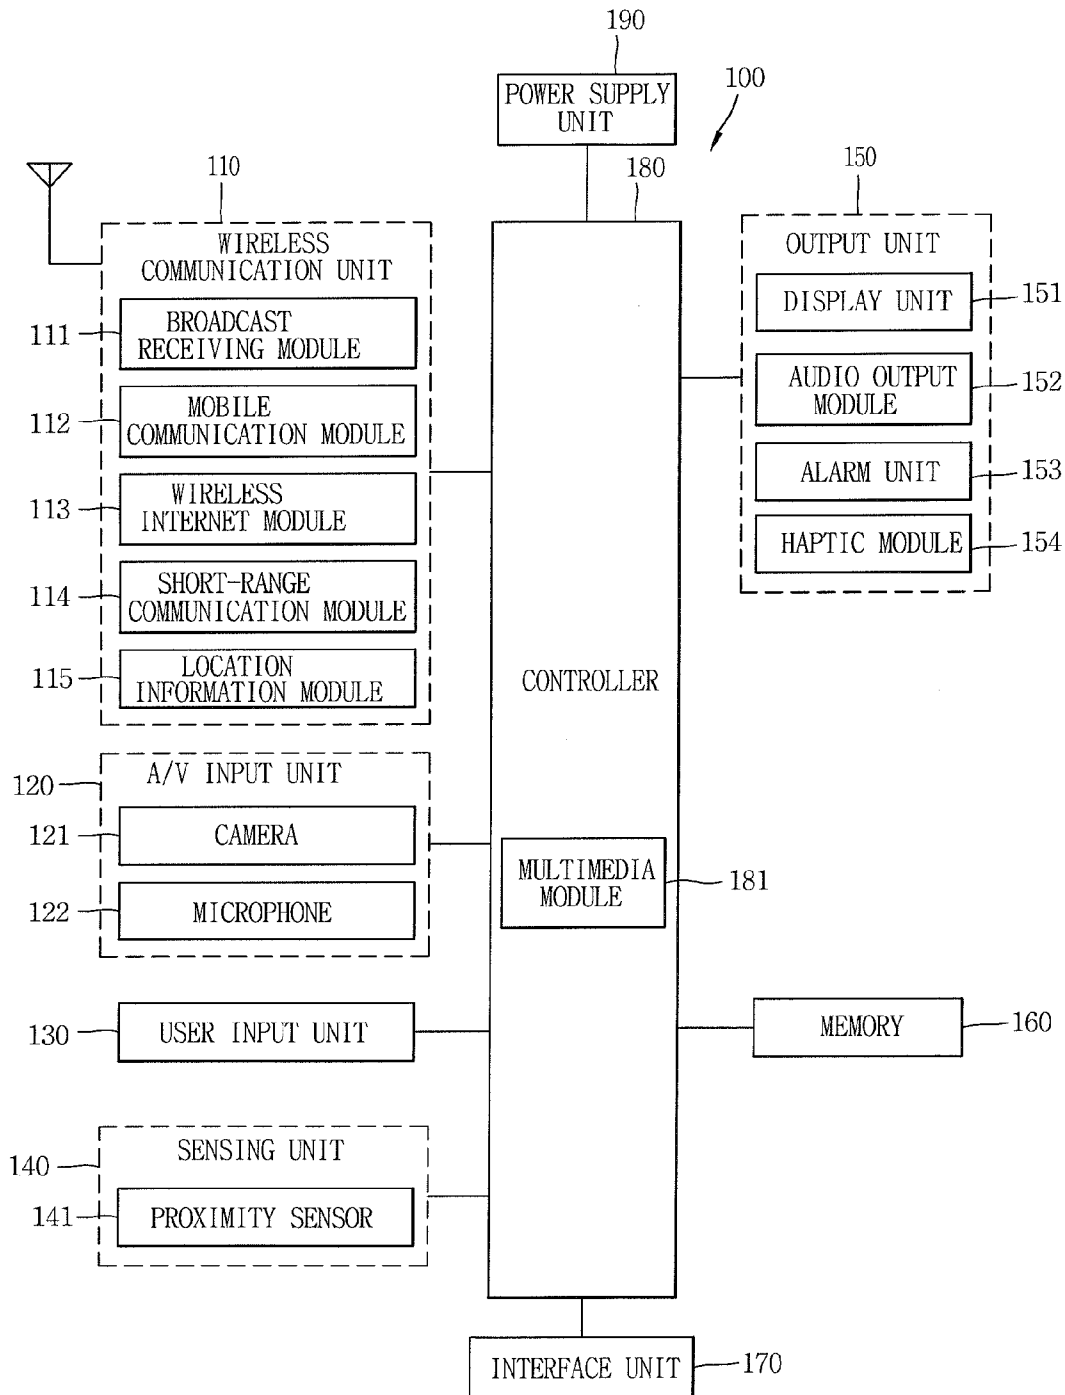 190
POWER SUPPLY
UNIT
100
110
180
150
WIRELESS
COMMUNICATION UNIT
111
BROADCAST
RECEIVING MODULE
112
MOBILE
COMMUNICATION MODULE
113
WIRELESS
INTERNET MODULE
114
SHORT-RANGE
COMMUNICATION MODULE
115
LOCATION
INFORMATION MODULE
OUTPUT UNIT
DISPLAY UNIT
151
AUDIO OUTPUT
MODULE
152
ALARM UNIT
153
HAPTIC MODULE
154
CONTROLLER
120
A/V INPUT UNIT
121
CAMERA
122
MICROPHONE
MULTIMEDIA
MODULE
181
130
USER INPUT UNIT
MEMORY
160
140
SENSING UNIT
141
PROXIMITY SENSOR
INTERFACE UNIT
170